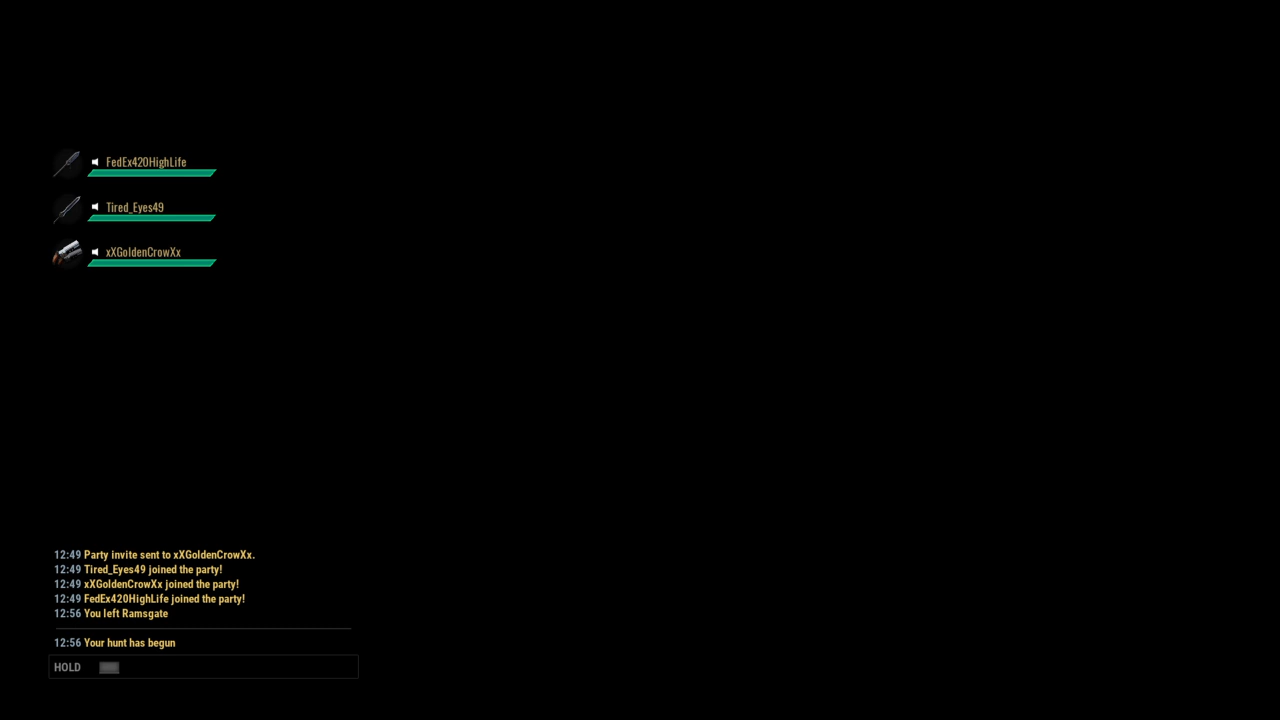 FedEx420HighLife
Tired_Eyes49
xXGoldenCrowXx
12:49 Party invite sent to xXGoldenCrowXx.
12:49 Tired_Eyes49 joined the party!
12:49 xXGoldenCrowXx joined the party!
12:49 FedEx420HighLife joined the party!
12:56 You left Ramsgate
12:56 Your hunt has begun
HOLD